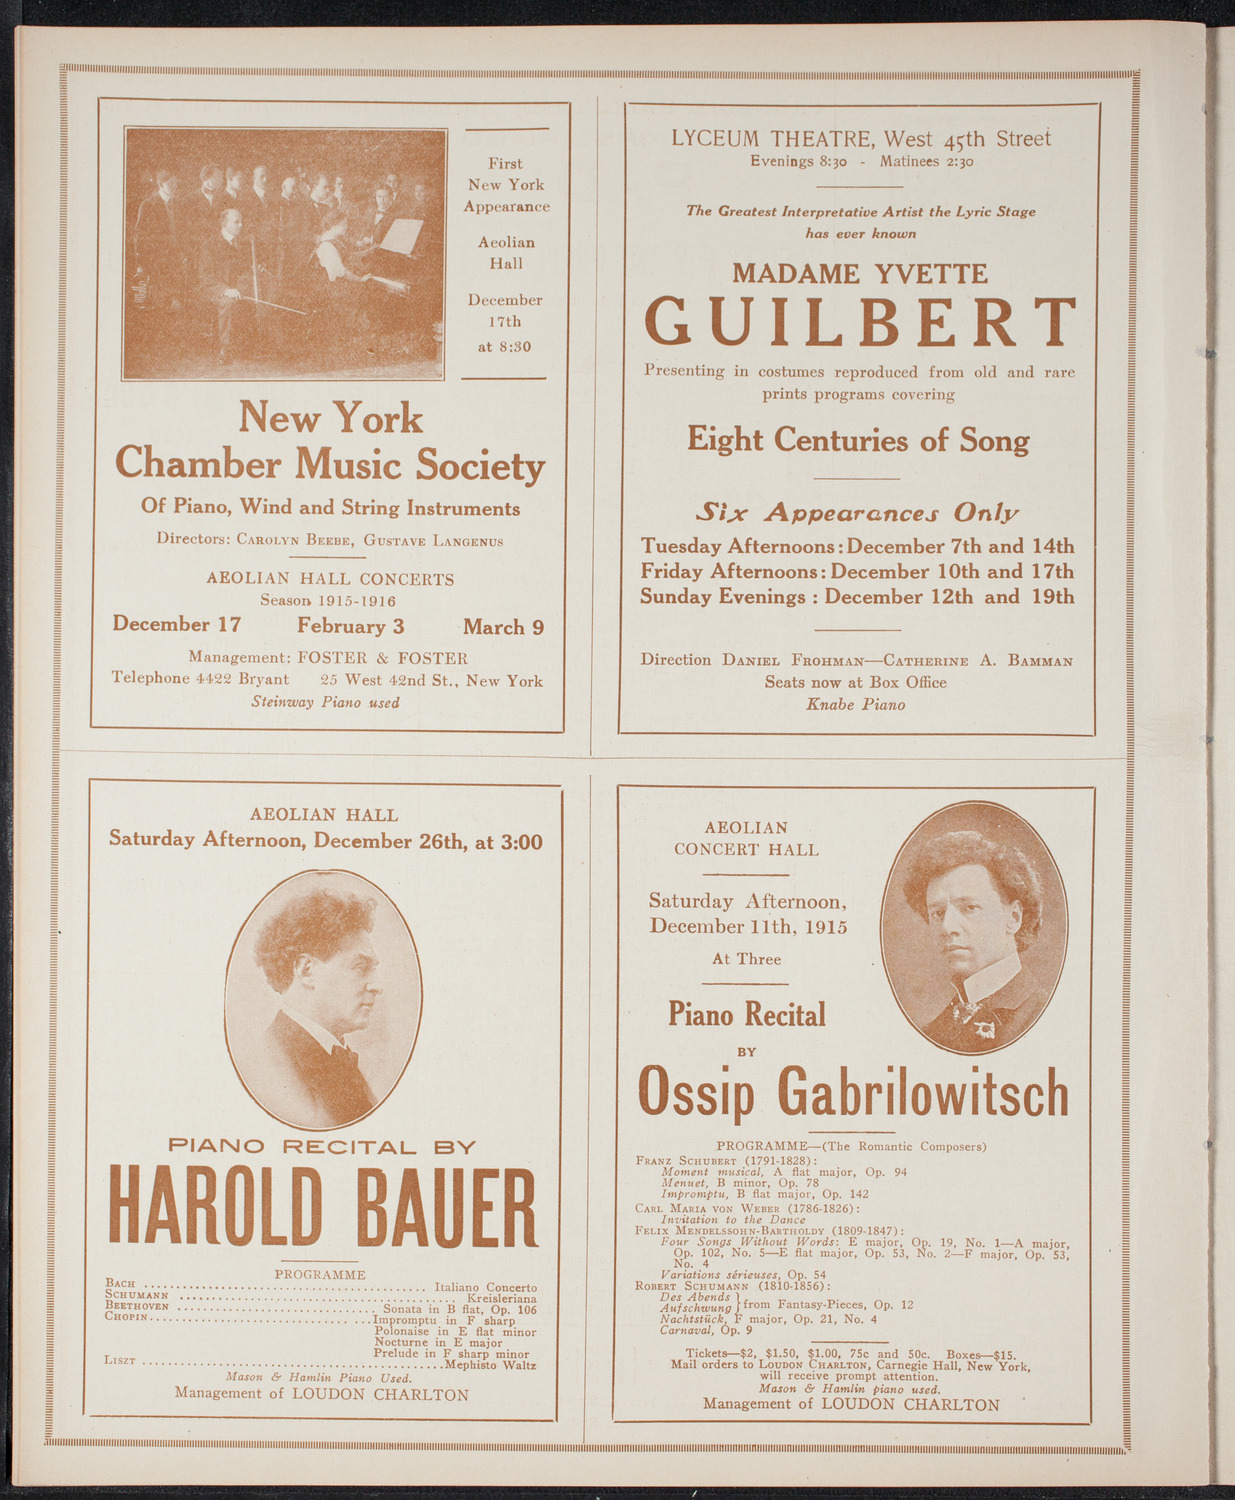 First
New York
Appearance
Aeolian
Hall
December
17th
at 8:30
New York
Chamber Music Society
Of Piano, Wind and String Instruments
Directors: CAROLYN BEEBE, GUSTAVE LANGENUS
AEOLIAN HALL CONCERTS
Season 1915-1916
December 17 February 3 March 9
Management: FOSTER & FOSTER
Telephone 4422 Bryant 25 West 42nd St., New York
Steinway Piano used
LYCEUM THEATRE, West 45th Street
Evenings 8:30 - Matinees 2:30
The Greatest Interpretative Artist the Lyric Stage
has ever known
MADAME YVETTE
GUILBERT
Presenting in costumes reproduced from old and rare
prints programs covering
Eight Centuries of Song
Six Appearances Only
Tuesday Afternoons: December 7th and 14th
Friday Afternoons: December 10th and 17th
Sunday Evenings : December 12th and 19th
Direction DANIEL FROHMAN—CATHERINE A. BAMMAN
Seats now at Box Office
Knabe Piano
AEOLIAN HALL
Saturday Afternoon, December 26th, at 3:00
PIANO RECITAL BY
HAROLD BAUER
PROGRAMME
BACH ........ Italiano Concerto
SCHUMANN ........ Kreisleriana
BEETHOVEN ........ Sonata in B flat, Op. 106
CHOPIN ........ Impromptu in F sharp
Polonaise in E flat minor
Nocturne in E major
Prelude in F sharp minor
LISZT ........ Mephisto Waltz
Mason & Hamlin Piano Used.
Management of LOUDON CHARLTON
AEOLIAN
CONCERT HALL
Saturday Afternoon,
December 11th, 1915
At Three
Piano Recital
BY
Ossip Gabrilowitsch
PROGRAMME—(The Romantic Composers)
FRANZ SCHUBERT (1791-1828):
Moment musical, A flat major, Op. 94
Menuet, B minor, Op. 78
Impromptu, B flat major, Op. 142
CARL MARIA VON WEBER (1786-1826):
Invitation to the Dance
FELIX MENDELSSOHN-BARTHOLDY (1809-1847):
Four Songs Without Words: E major, Op. 19, No. 1—A major,
Op. 102, No. 5—E flat major, Op. 53, No. 2—F major, Op. 53,
No. 4
Variations sérieuses, Op. 54
ROBERT SCHUMANN (1810-1856):
Des Abends
Aufschwung } from Fantasy-Pieces, Op. 12
Nachtstück, F major, Op. 21, No. 4
Carnaval, Op. 9
Tickets—$2, $1.50, $1.00, 75c and 50c. Boxes—$15.
Mail orders to LOUDON CHARLTON, Carnegie Hall, New York,
will receive prompt attention.
Mason & Hamlin piano used.
Management of LOUDON CHARLTON